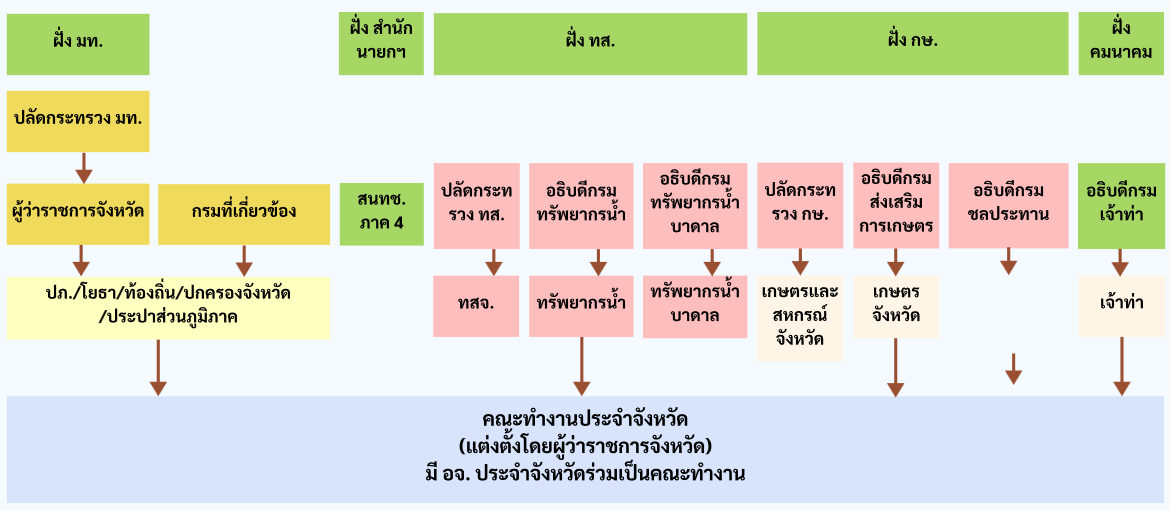 ฝั่ง มท.
ฝั่ง สำนัก
นายกฯ
ฝั่ง ทส.
ฝั่ง กษ.
ฝั่ง
คมนาคม
ปลัดกระทรวง มท.
ผู้ว่าราชการจังหวัด
กรมที่เกี่ยวข้อง
สนทช.
ภาค 4
ปลัดกระท
รวง ทส.
อธิบดีกรม
ทรัพยากรน้ำ
อธิบดีกรม
ทรัพยากรน้ำ
บาดาล
ปลัดกระท
รวง กษ.
อธิบดีกรม
ส่งเสริม
การเกษตร
อธิบดีกรม
ชลประทาน
อธิบดีกรม
เจ้าท่า
ปภ./โยธา/ท้องถิ่น/ปกครองจังหวัด
/ประปาส่วนภูมิภาค
ทสจ.
ทรัพยากรน้ำ
ทรัพยากรน้ำ
บาดาล
เกษตรและ
สหกรณ์
จังหวัด
เกษตร
จังหวัด
เจ้าท่า
คณะทำงานประจำจังหวัด
(แต่งตั้งโดยผู้ว่าราชการจังหวัด)
มี อจ. ประจำจังหวัดร่วมเป็นคณะทำงาน